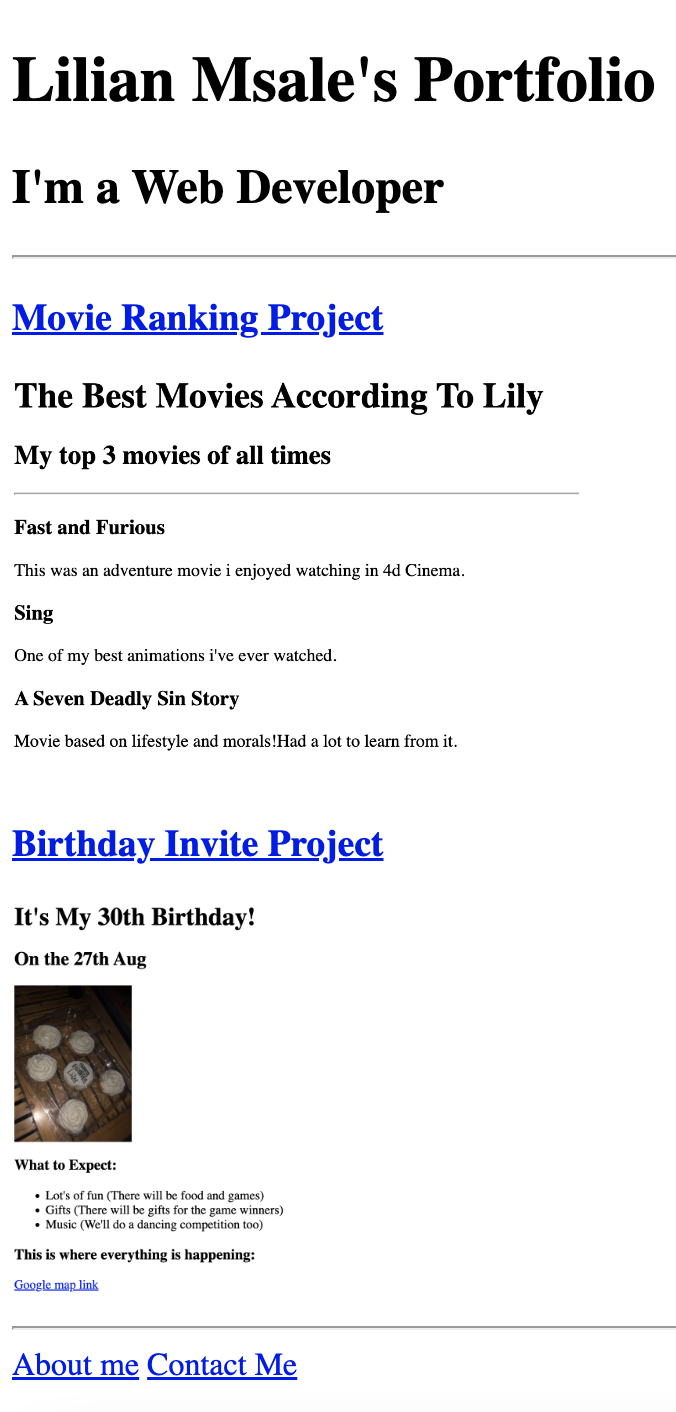 Lilian Msale's Portfolio
I'm a Web Developer
Movie Ranking Project
The Best Movies According To Lily
My top 3 movies of all times
Fast and Furious
This was an adventure movie i enjoyed watching in 4d Cinema.
Sing
One of my best animations i've ever watched.
A Seven Deadly Sin Story
Movie based on lifestyle and morals!Had a lot to learn from it.
Birthday Invite Project
It's My 30th Birthday!
On the 27th Aug
What to Expect:
• Lot's of fun (There will be food and games)
• Gifts (There will be gifts for the game winners)
• Music (We'll do a dancing competition too)
This is where everything is happening:
Google map link
About me Contact Me